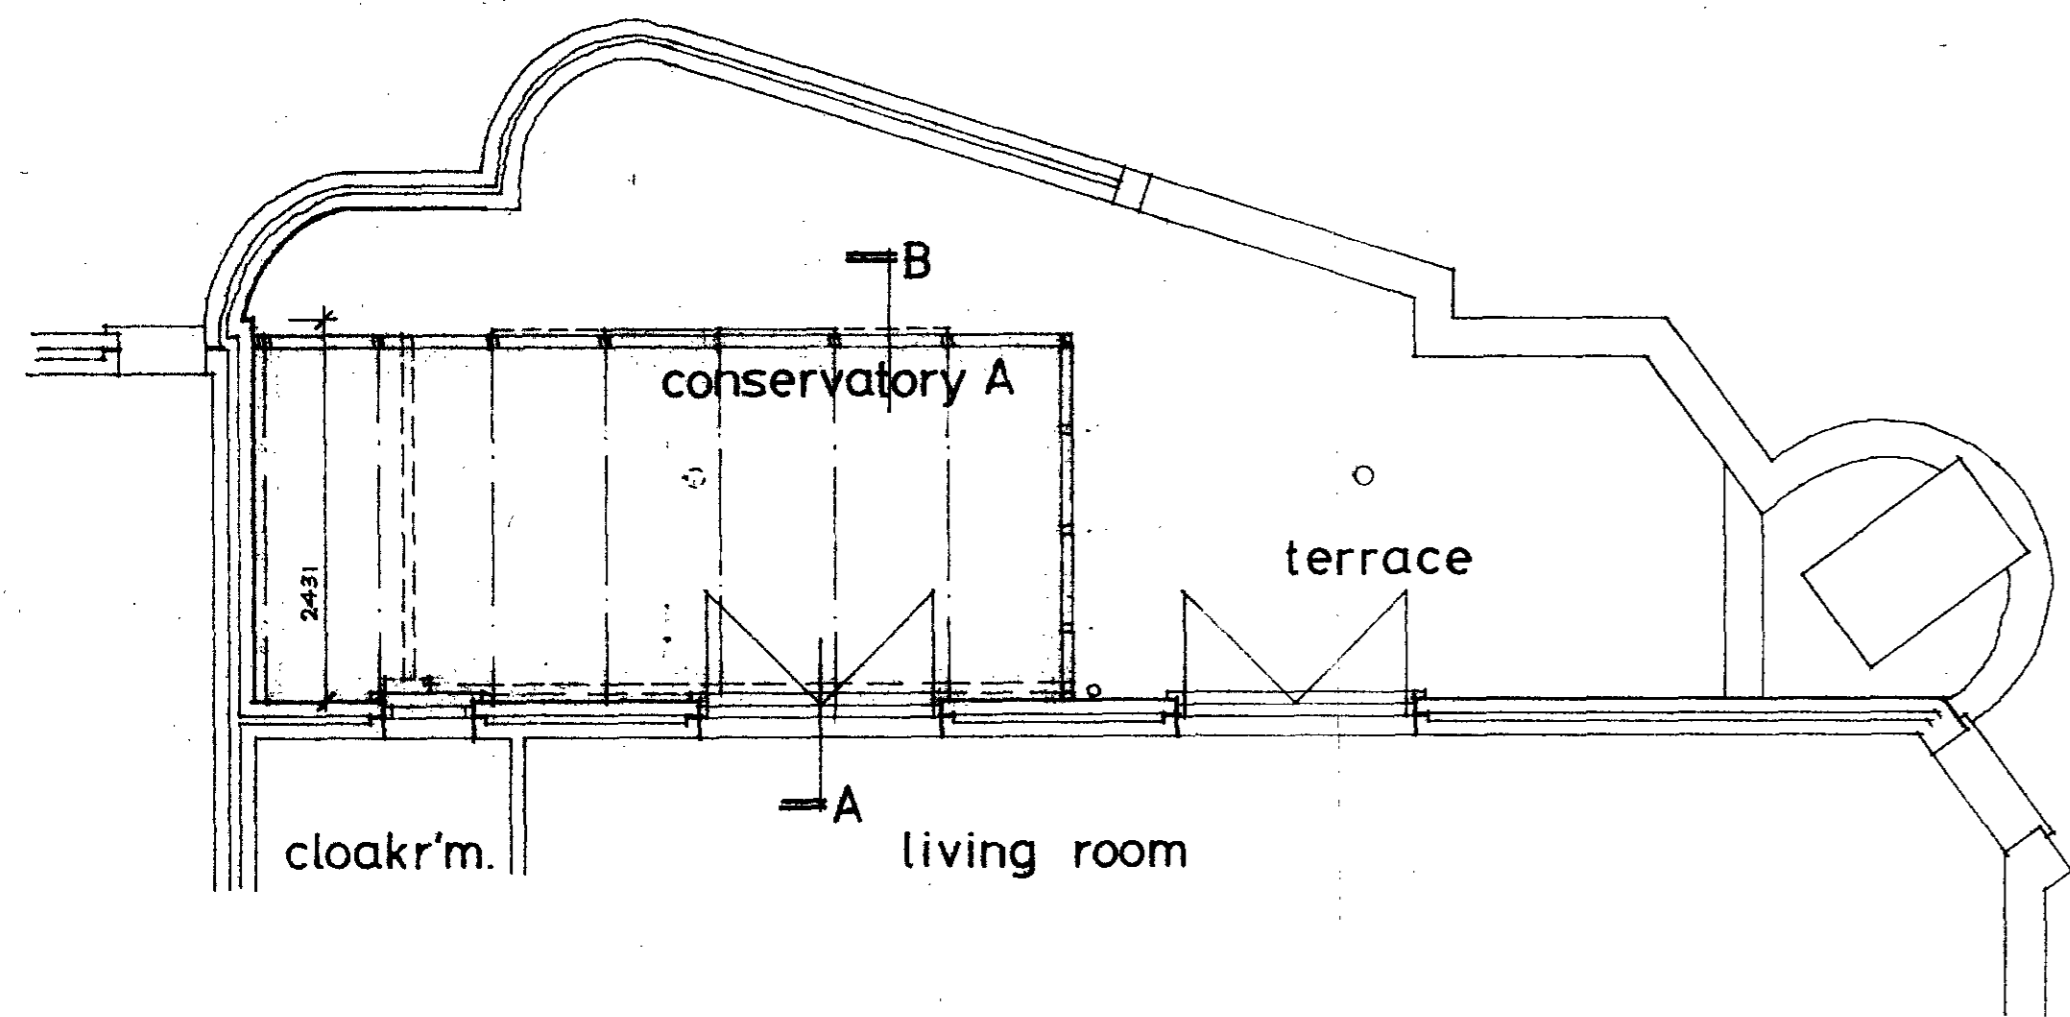 B
conservatory A
2431
terrace
A
cloakr'm.
living room